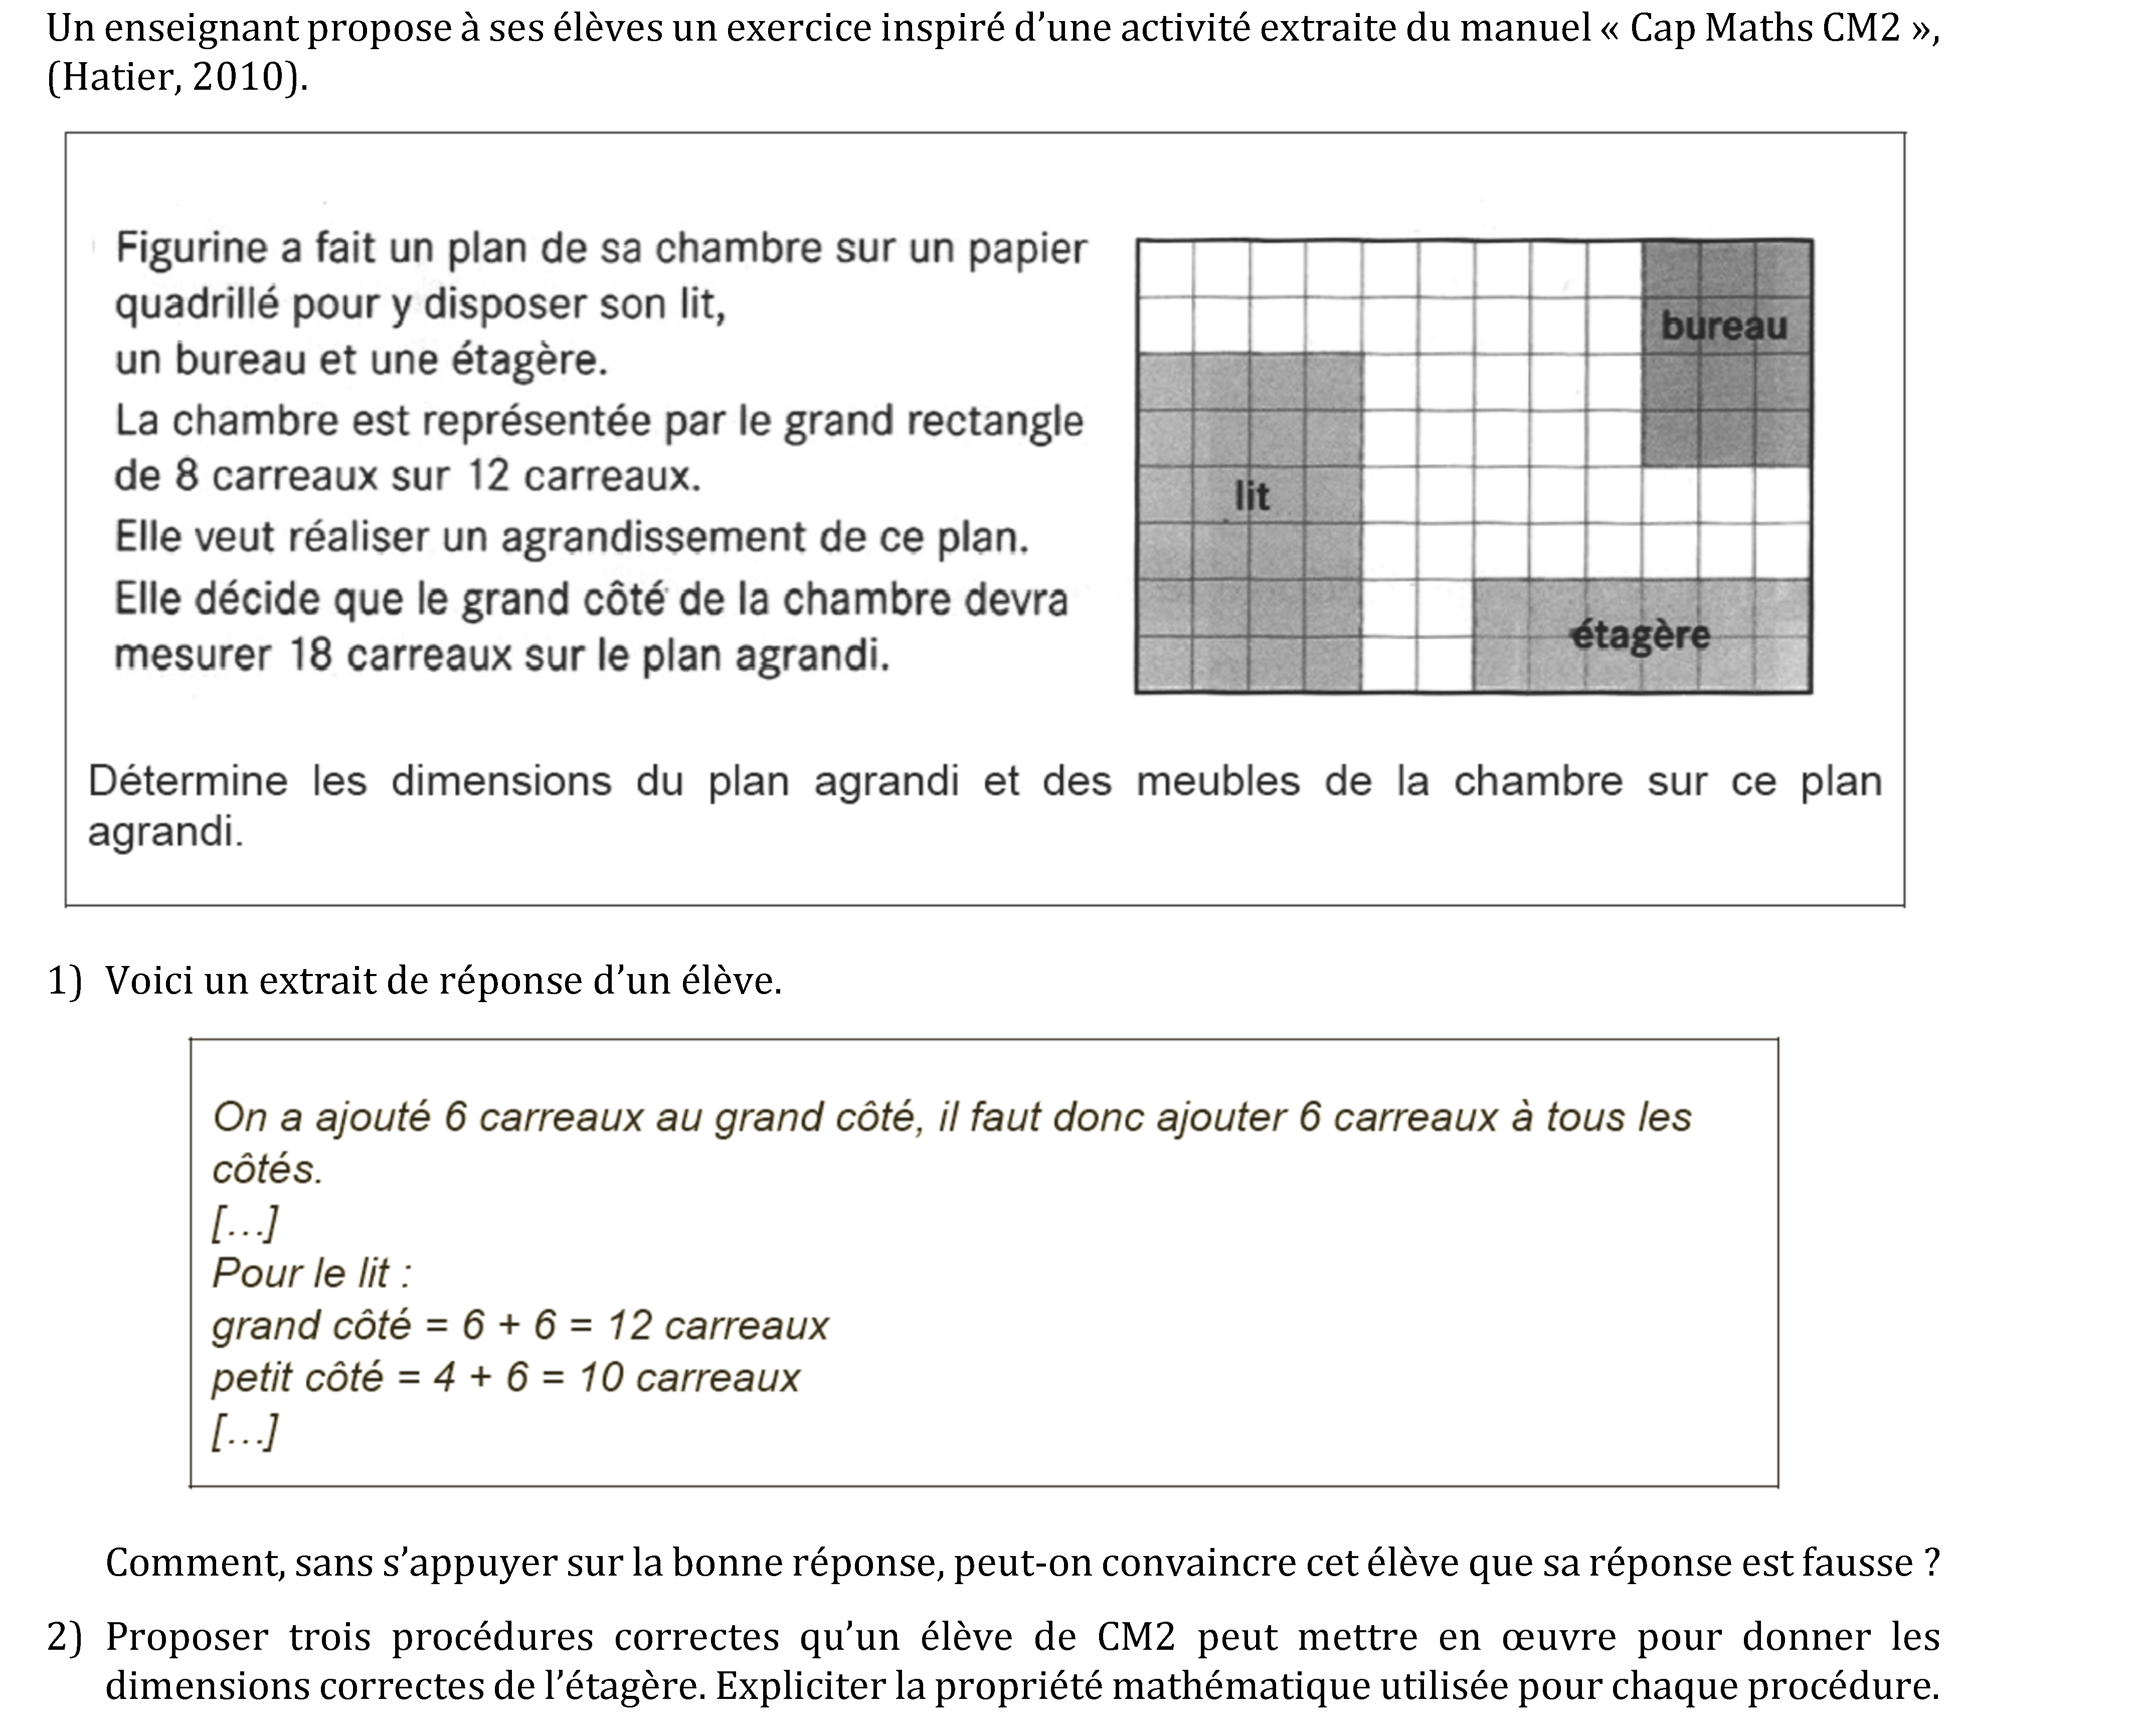 Un enseignant propose à ses élèves un exercice inspiré d’une activité extraite du manuel « Cap Maths CM2 »,
(Hatier, 2010).
Figurine a fait un plan de sa chambre sur un papier
quadrillé pour y disposer son lit,
un bureau et une étagère.
La chambre est représentée par le grand rectangle
de 8 carreaux sur 12 carreaux.
Elle veut réaliser un agrandissement de ce plan.
Elle décide que le grand côté de la chambre devra
mesurer 18 carreaux sur le plan agrandi.
bureau
lit
étagère
Détermine les dimensions du plan agrandi et des meubles de la chambre sur ce plan
agrandi.
1) Voici un extrait de réponse d’un élève.
On a ajouté 6 carreaux au grand côté, il faut donc ajouter 6 carreaux à tous les
côtés.
[...]
Pour le lit :
grand côté = 6 + 6 = 12 carreaux
petit côté = 4 + 6 = 10 carreaux
[...]
Comment, sans s’appuyer sur la bonne réponse, peut-on convaincre cet élève que sa réponse est fausse ?
2) Proposer trois procédures correctes qu’un élève de CM2 peut mettre en œuvre pour donner les
dimensions correctes de l’étagère. Expliciter la propriété mathématique utilisée pour chaque procédure.